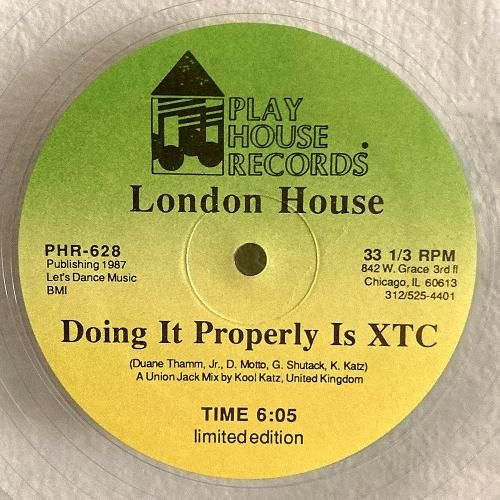 PLAY
HOUSE
RECORDS.
London House
PHR-628
Publishing 1987
Let's Dance Music
BMI
33 1/3 RPM
842 W. Grace 3rd fl
Chicago, IL 60613
312/525-4401
Doing It Properly Is XTC
(Duane Thamm, Jr., D. Motto, G. Shutack, K. Katz)
A Union Jack Mix by Kool Katz, United Kingdom
TIME 6:05
limited edition